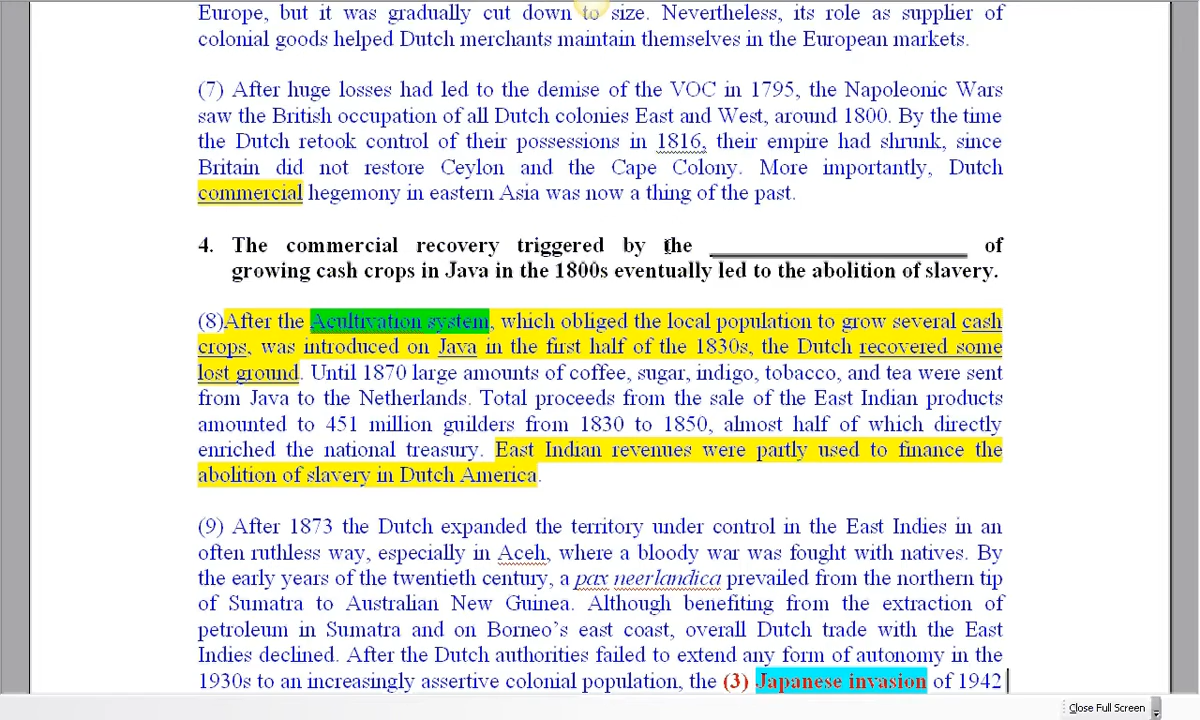 Europe, but it was gradually cut down to size. Nevertheless, its role as supplier of
colonial goods helped Dutch merchants maintain themselves in the European markets.
(7) After huge losses had led to the demise of the VOC in 1795, the Napoleonic Wars
saw the British occupation of all Dutch colonies East and West, around 1800. By the time
the Dutch retook control of their possessions in 1816, their empire had shrunk, since
Britain did not restore Ceylon and the Cape Colony. More importantly, Dutch
commercial hegemony in eastern Asia was now a thing of the past.
4. The commercial recovery triggered by the ____________________ of
growing cash crops in Java in the 1800s eventually led to the abolition of slavery.
(8)After the Acultivation system, which obliged the local population to grow several cash
crops, was introduced on Java in the first half of the 1830s, the Dutch recovered some
lost ground. Until 1870 large amounts of coffee, sugar, indigo, tobacco, and tea were sent
from Java to the Netherlands. Total proceeds from the sale of the East Indian products
amounted to 451 million guilders from 1830 to 1850, almost half of which directly
enriched the national treasury. East Indian revenues were partly used to finance the
abolition of slavery in Dutch America.
(9) After 1873 the Dutch expanded the territory under control in the East Indies in an
often ruthless way, especially in Aceh, where a bloody war was fought with natives. By
the early years of the twentieth century, a pax neerlandica prevailed from the northern tip
of Sumatra to Australian New Guinea. Although benefiting from the extraction of
petroleum in Sumatra and on Borneo's east coast, overall Dutch trade with the East
Indies declined. After the Dutch authorities failed to extend any form of autonomy in the
1930s to an increasingly assertive colonial population, the (3) Japanese invasion of 1942
Close Full Screen